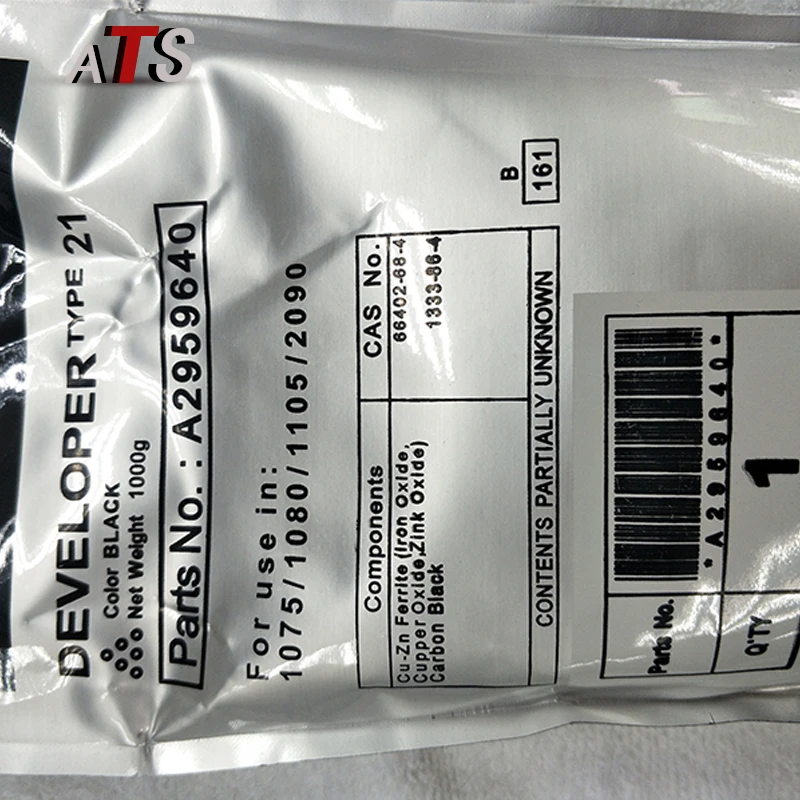 ATS
DEVELOPER TYPE 21
Color BLACK
Net Weight 1000g
Parts No. : A2959640
For use in:
1075/1080/1105/2090
Components CAS No.
Cu-Zn Ferrite (Iron Oxide, 66402-68-4
Cupper Oxide,Zink Oxide)
Carbon Black 1333-86-4
CONTENTS PARTIALLY UNKNOWN
B
161
Parts No. *A2959640*
Q'TY 1